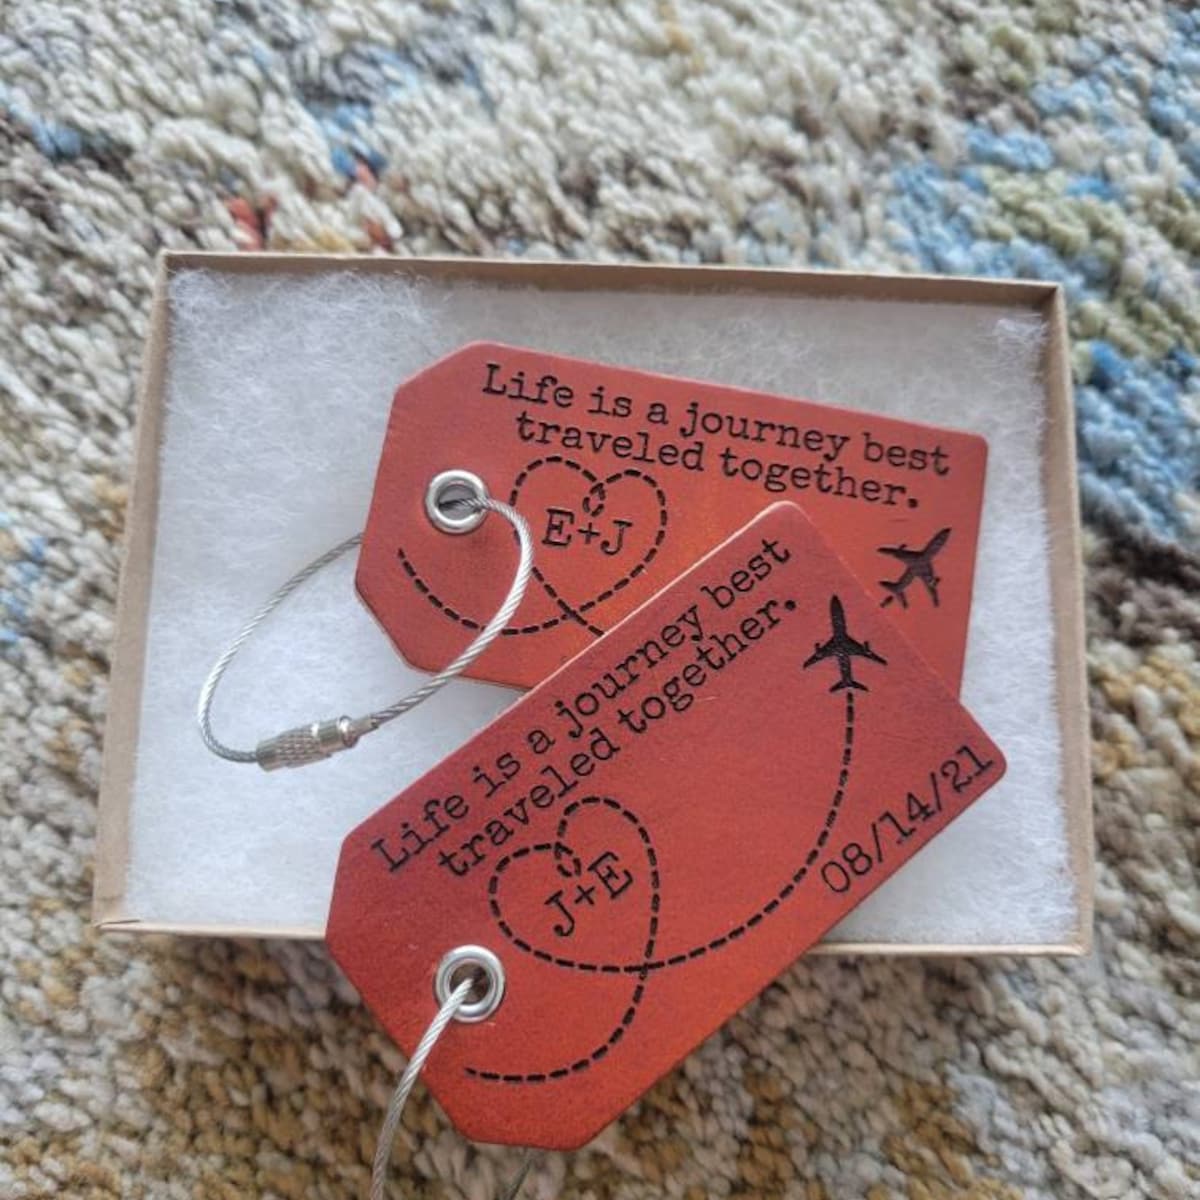 Life is a journey best
traveled together.
E+J
Life is a journey best
traveled together.
J+E
08/14/21